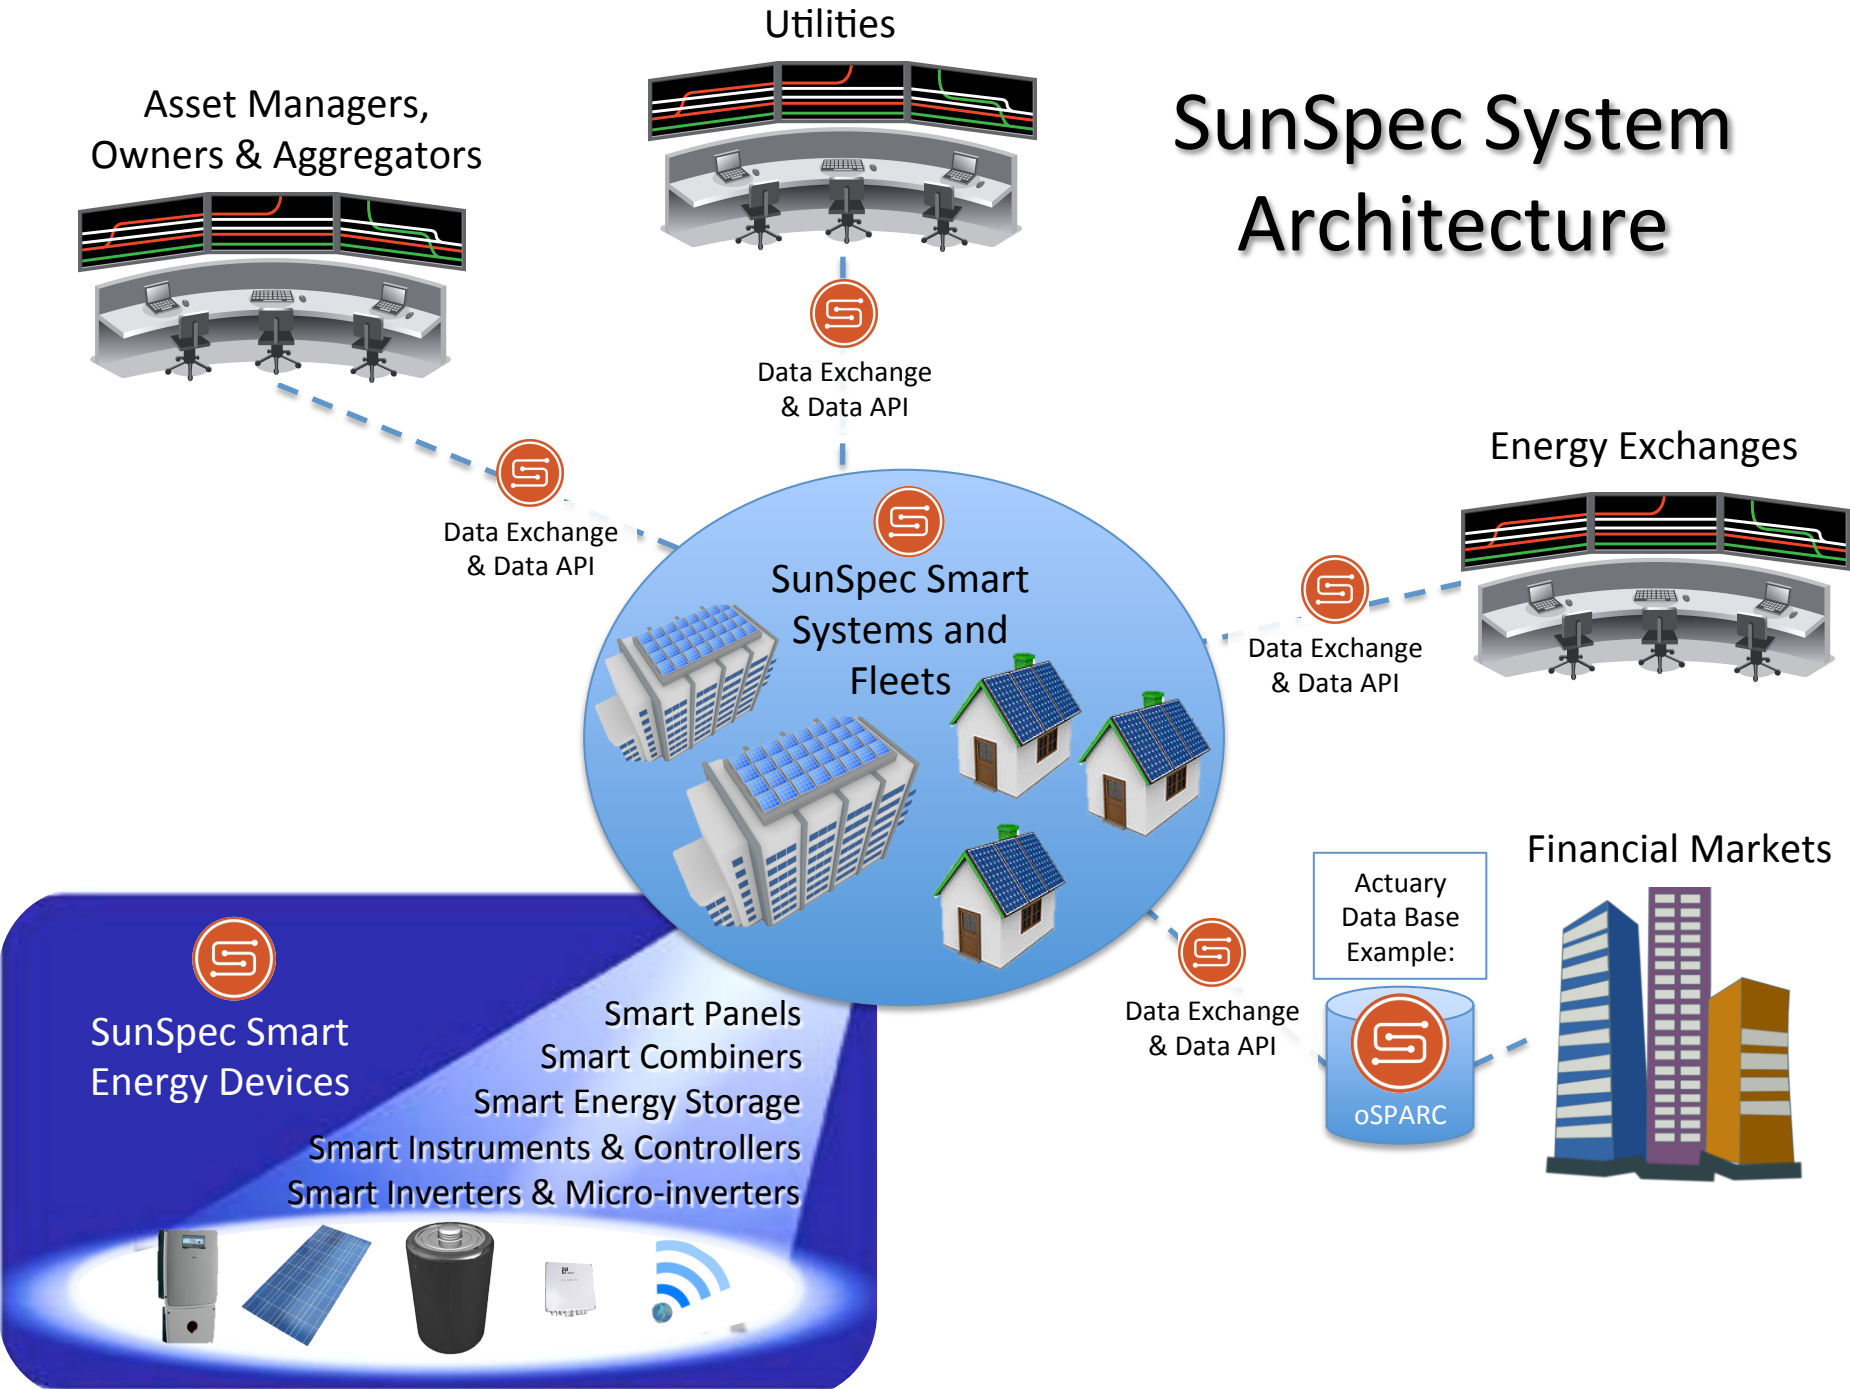 Utilities
Asset Managers,
Owners & Aggregators
SunSpec System
Architecture
Data Exchange
& Data API
Data Exchange
& Data API
Energy Exchanges
SunSpec Smart
Systems and
Fleets
Data Exchange
& Data API
Financial Markets
Actuary
Data Base
Example:
Data Exchange
& Data API
oSPARC
SunSpec Smart
Energy Devices
Smart Panels
Smart Combiners
Smart Energy Storage
Smart Instruments & Controllers
Smart Inverters & Micro-inverters